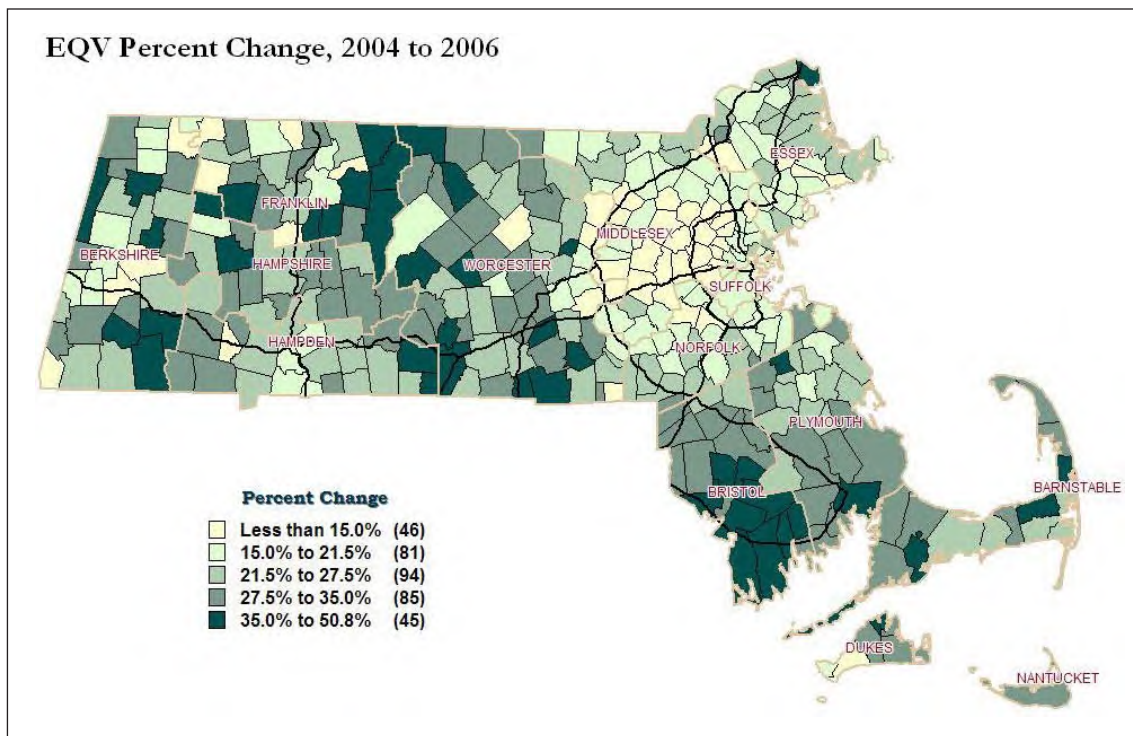 EQV Percent Change, 2004 to 2006
ESSEX
FRANKLIN
MIDDLESEX
BERKSHIRE
HAMPSHIRE
WORCESTER
SUFFOLK
HAMPDEN
NORFOLK
PLYMOUTH
BARNSTABLE
BRISTOL
DUKES
NANTUCKET
Percent Change
Less than 15.0% (46)
15.0% to 21.5% (81)
21.5% to 27.5% (94)
27.5% to 35.0% (85)
35.0% to 50.8% (45)